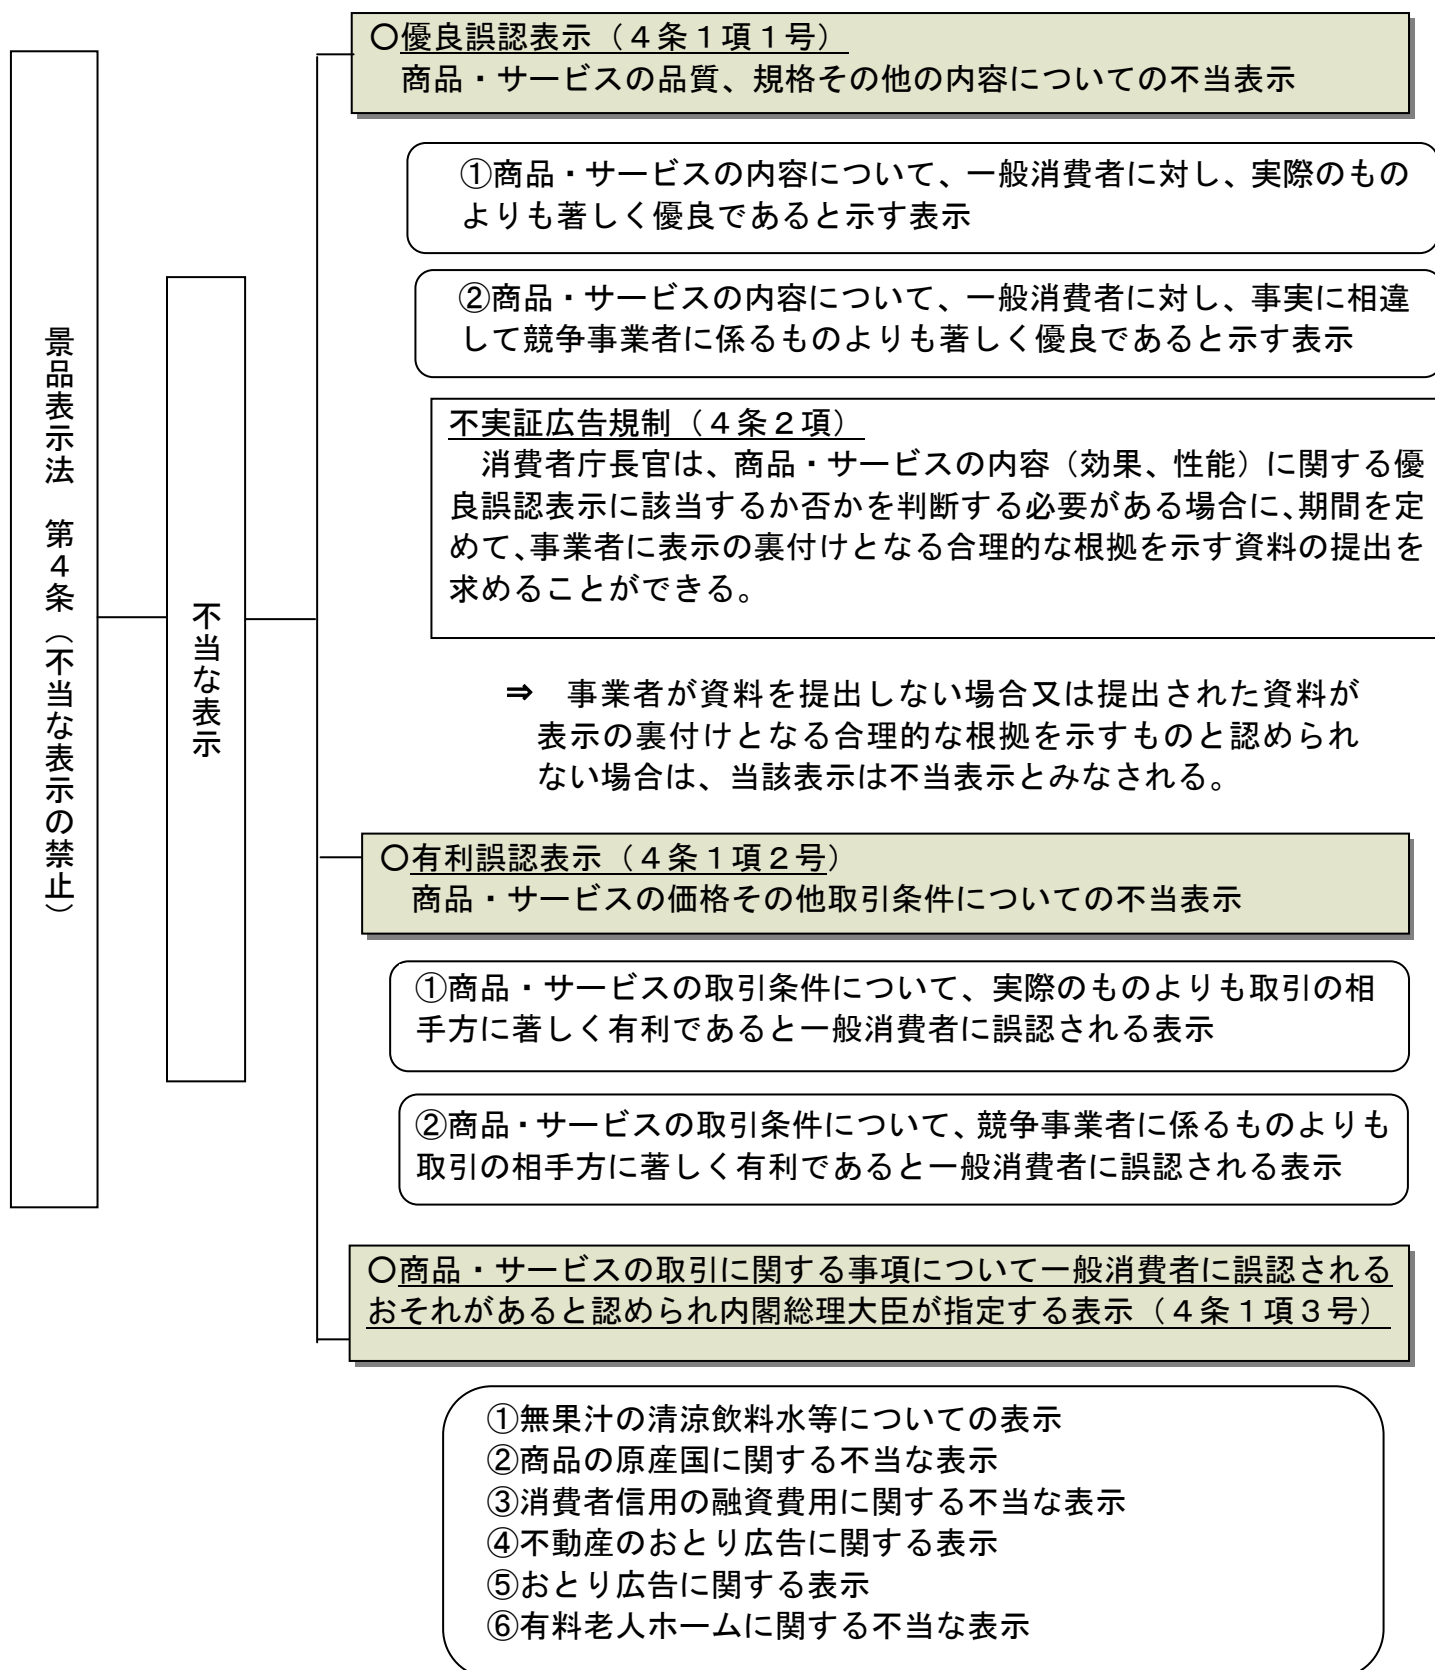 景品表示法 第４条（不当な表示の禁止）
不当な表示
○優良誤認表示（４条１項１号）
商品・サービスの品質、規格その他の内容についての不当表示
①商品・サービスの内容について、一般消費者に対し、実際のもの
よりも著しく優良であると示す表示
②商品・サービスの内容について、一般消費者に対し、事実に相違
して競争事業者に係るものよりも著しく優良であると示す表示
不実証広告規制（４条２項）
消費者庁長官は、商品・サービスの内容（効果、性能）に関する優
良誤認表示に該当するか否かを判断する必要がある場合に、期間を定
めて、事業者に表示の裏付けとなる合理的な根拠を示す資料の提出を
求めることができる。
⇒ 事業者が資料を提出しない場合又は提出された資料が
表示の裏付けとなる合理的な根拠を示すものと認められ
ない場合は、当該表示は不当表示とみなされる。
○有利誤認表示（４条１項２号）
商品・サービスの価格その他取引条件についての不当表示
①商品・サービスの取引条件について、実際のものよりも取引の相
手方に著しく有利であると一般消費者に誤認される表示
②商品・サービスの取引条件について、競争事業者に係るものよりも
取引の相手方に著しく有利であると一般消費者に誤認される表示
○商品・サービスの取引に関する事項について一般消費者に誤認される
おそれがあると認められ内閣総理大臣が指定する表示（４条１項３号）
①無果汁の清涼飲料水等についての表示
②商品の原産国に関する不当な表示
③消費者信用の融資費用に関する不当な表示
④不動産のおとり広告に関する表示
⑤おとり広告に関する表示
⑥有料老人ホームに関する不当な表示